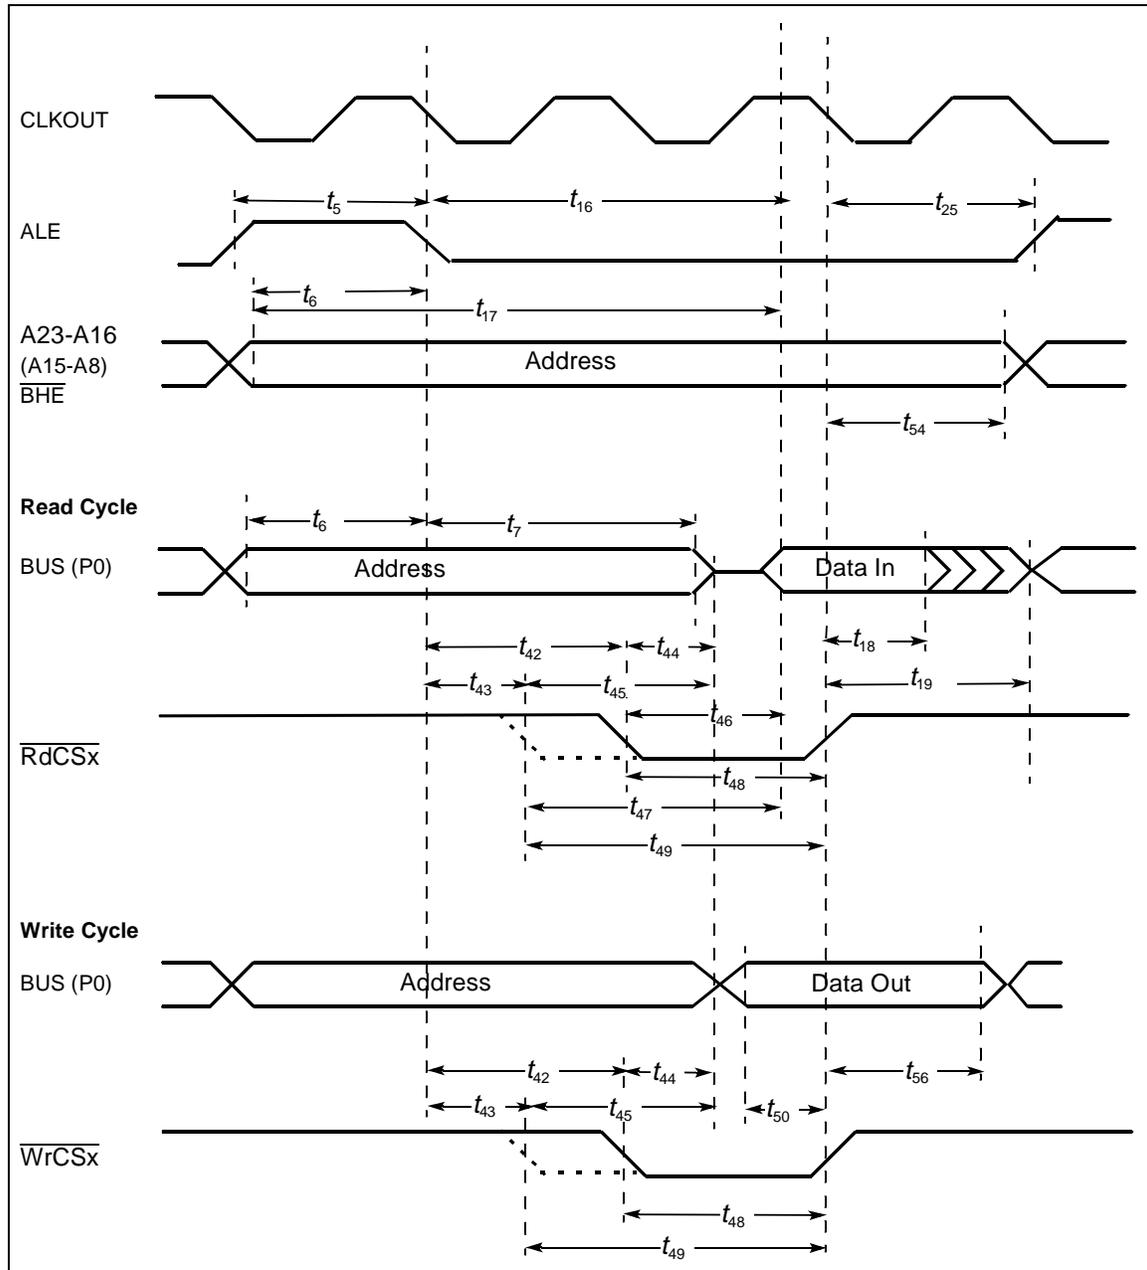 CLKOUT
t5
t16
t25
ALE
t6
t17
A23-A16
(A15-A8)
BHE
Address
t54
Read Cycle
t6
t7
BUS (P0)
Address
Data In
t42
t44
t18
t43
t45
t19
t46
RdCSx
t48
t47
t49
Write Cycle
BUS (P0)
Address
Data Out
t42
t44
t56
t43
t45
t50
WrCSx
t48
t49